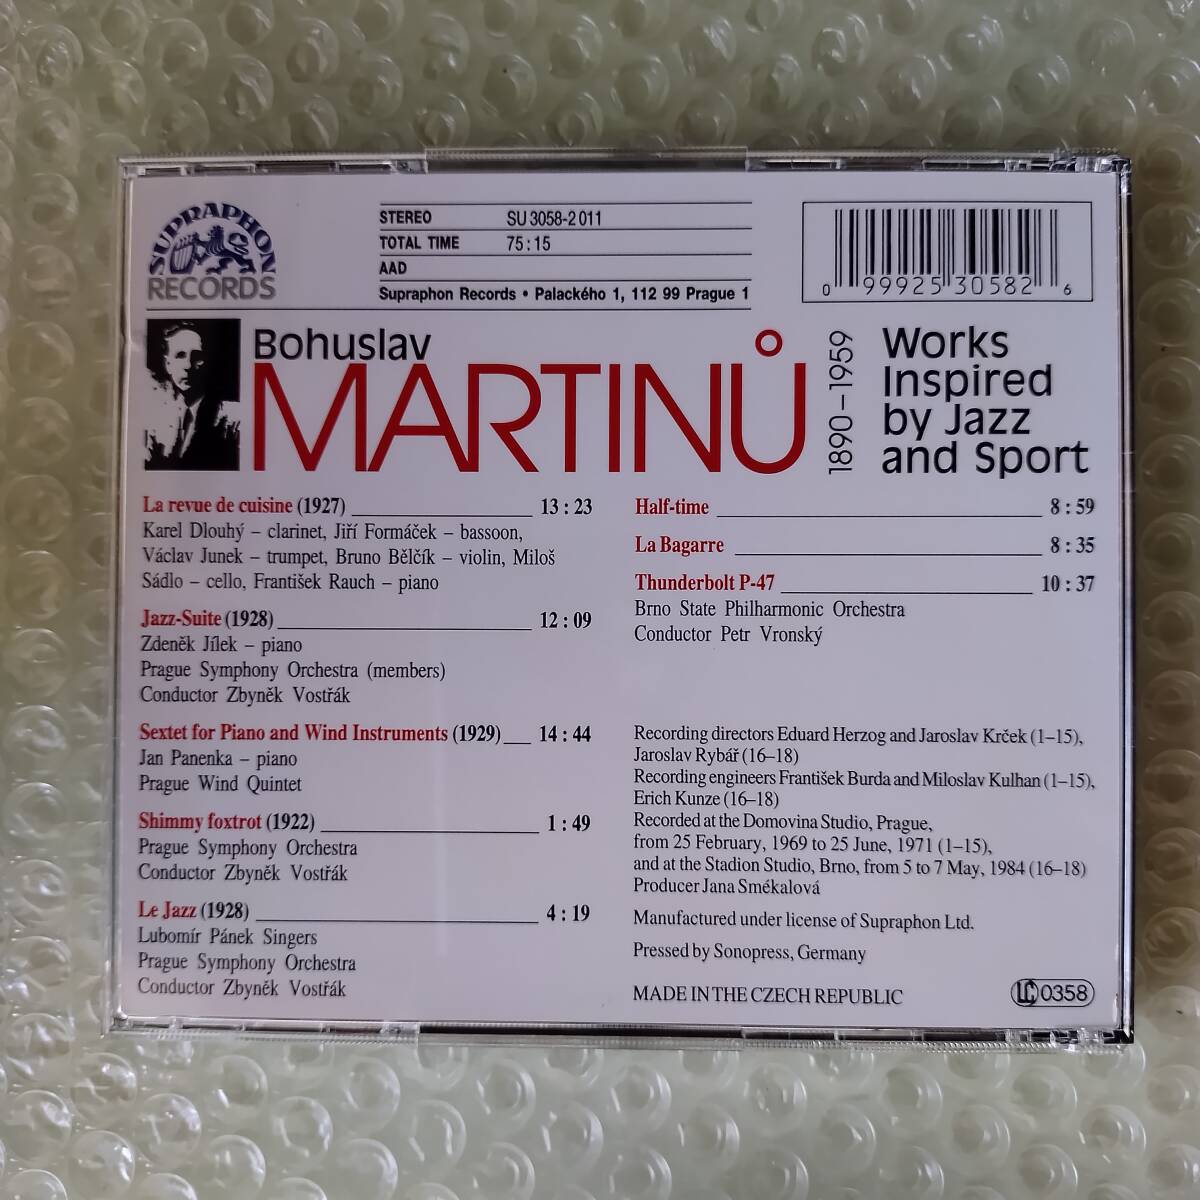 SUPRAPHON
RECORDS
STEREO SU 3058-2 011
TOTAL TIME 75:15
AAD
Supraphon Records • Palackého 1, 112 99 Prague 1
0 99925 30582 6
Bohuslav
MARTINŮ
1890–1959
Works
Inspired
by Jazz
and Sport
La revue de cuisine (1927) 13:23
Karel Dlouhý – clarinet, Jiří Formáček – bassoon,
Václav Junek – trumpet, Bruno Bělčík – violin, Miloš
Sádlo – cello, František Rauch – piano
Jazz-Suite (1928) 12:09
Zdeněk Jílek – piano
Prague Symphony Orchestra (members)
Conductor Zbyněk Vostřák
Sextet for Piano and Wind Instruments (1929) 14:44
Jan Panenka – piano
Prague Wind Quintet
Shimmy foxtrot (1922) 1:49
Prague Symphony Orchestra
Conductor Zbyněk Vostřák
Le Jazz (1928) 4:19
Lubomír Pánek Singers
Prague Symphony Orchestra
Conductor Zbyněk Vostřák
Half-time 8:59
La Bagarre 8:35
Thunderbolt P-47 10:37
Brno State Philharmonic Orchestra
Conductor Petr Vronský
Recording directors Eduard Herzog and Jaroslav Krček (1–15),
Jaroslav Rybář (16–18)
Recording engineers František Burda and Miloslav Kulhan (1–15),
Erich Kunze (16–18)
Recorded at the Domovina Studio, Prague,
from 25 February, 1969 to 25 June, 1971 (1–15),
and at the Stadion Studio, Brno, from 5 to 7 May, 1984 (16-18)
Producer Jana Smékalová
Manufactured under license of Supraphon Ltd.
Pressed by Sonopress, Germany
MADE IN THE CZECH REPUBLIC
LC 0358